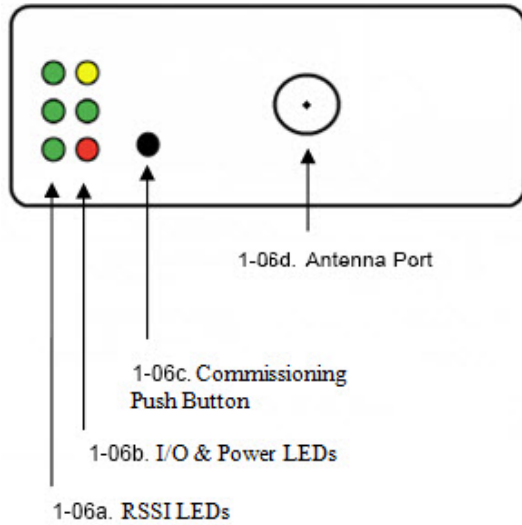 1-06d. Antenna Port
1-06c. Commissioning
Push Button
1-06b. I/O & Power LEDs
1-06a. RSSI LEDs